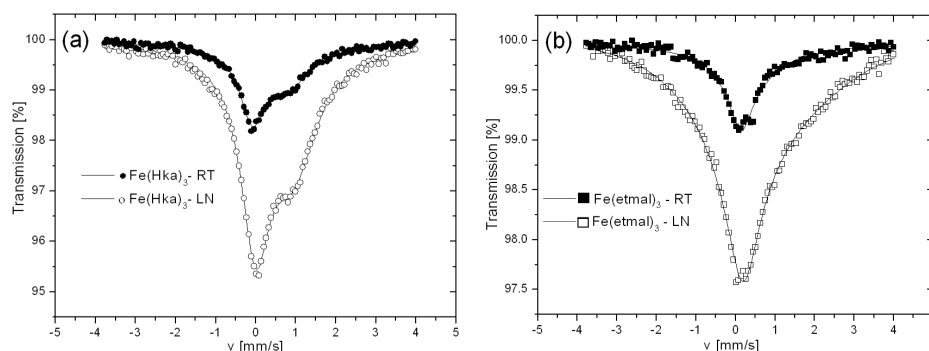 (a)
100
99
98
97
96
95
Transmission [%]
Fe(Hka)3- RT
Fe(Hka)3- LN
-5 -4 -3 -2 -1 0 1 2 3 4 5
v [mm/s]
(b)
100.0
99.5
99.0
98.5
98.0
97.5
Transmission [%]
Fe(etmal)3 - RT
Fe(etmal)3 - LN
-5 -4 -3 -2 -1 0 1 2 3 4
v [mm/s]